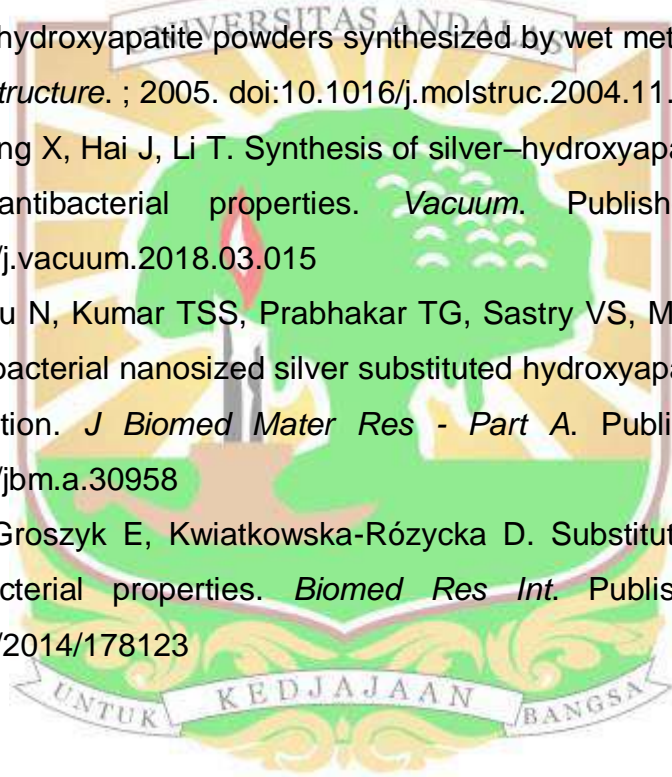 UNIVERSITAS ANDALAS
hydroxyapatite powders synthesized by wet met
tructure. ; 2005. doi:10.1016/j.molstruc.2004.11.
ng X, Hai J, Li T. Synthesis of silver–hydroxyapa
antibacterial properties. Vacuum. Publish
/j.vacuum.2018.03.015
u N, Kumar TSS, Prabhakar TG, Sastry VS, M
bacterial nanosized silver substituted hydroxyapa
tion. J Biomed Mater Res - Part A. Publi
/jbm.a.30958
Groszyk E, Kwiatkowska-Rózycka D. Substitut
cterial properties. Biomed Res Int. Publis
/2014/178123
UNTUK KEDJAJAAN BANGSA